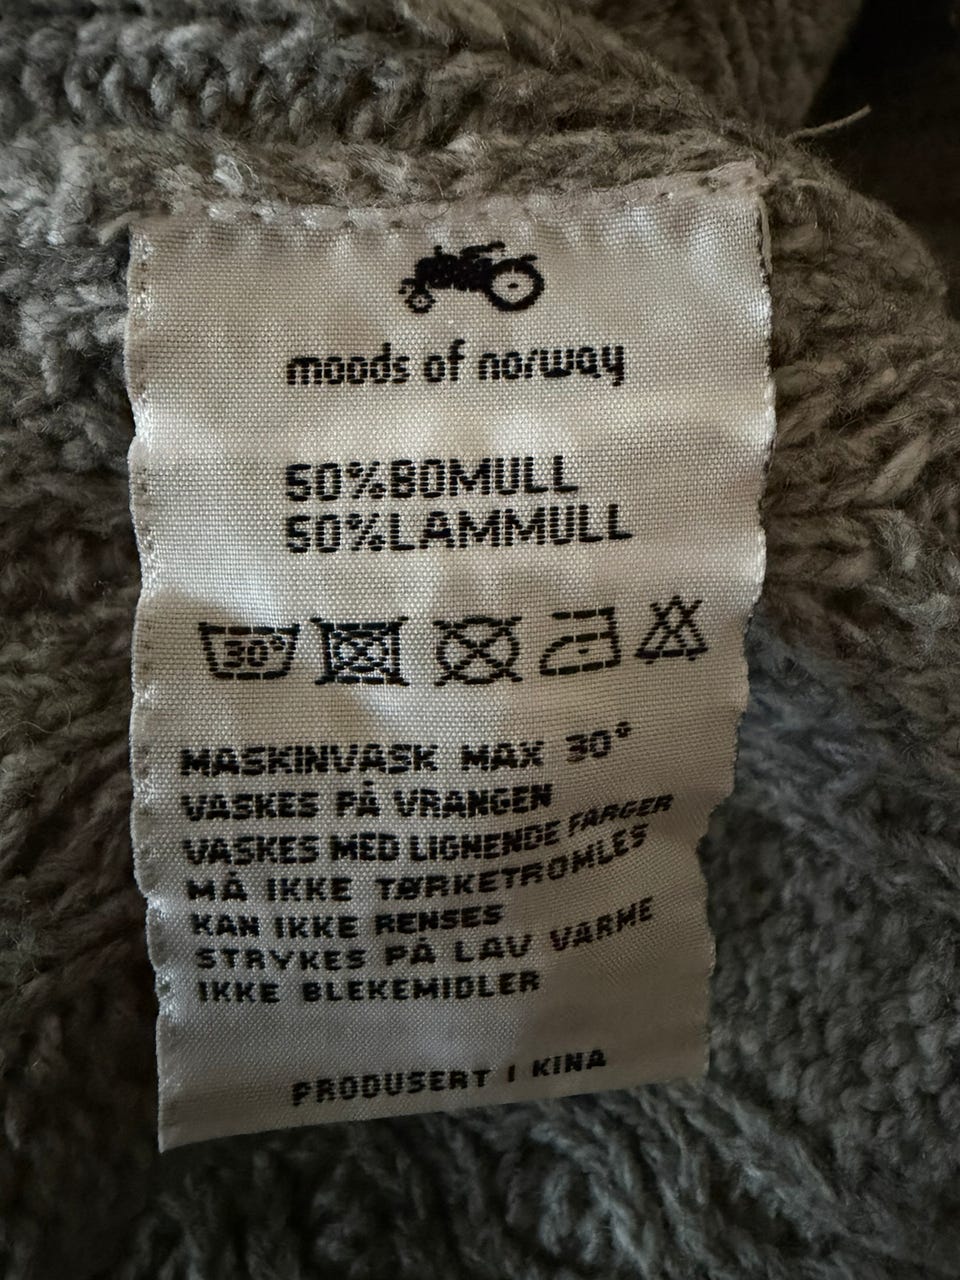 moods of norway
50%BOMULL
50%LAMMULL
30°
MASKINVASK MAX 30°
VASKES PÅ VRANGEN
VASKES MED LIGNENDE FARGER
MÅ IKKE TØRKETROMLES
KAN IKKE RENSES
STRYKES PÅ LAV VARME
IKKE BLEKEMIDLER
PRODUSERT I KINA